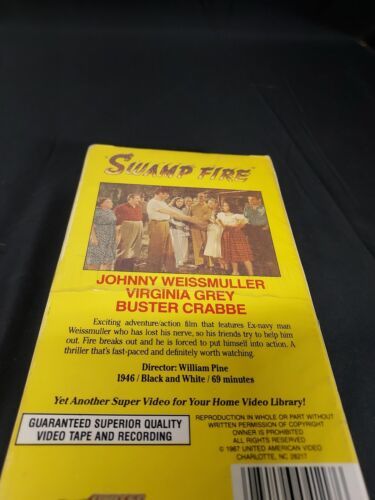 "SWAMP FIRE"
JOHNNY WEISSMULLER
VIRGINIA GREY
BUSTER CRABBE
Exciting adventure/action film that features Ex-navy man
Weissmuller who has lost his nerve, so his friends try to help him
out. Fire breaks out and he is forced to put himself into action. A
thriller that's fast-paced and definitely worth watching.
Director: William Pine
1946 / Black and White / 69 minutes
Yet Another Super Video for Your Home Video Library!
GUARANTEED SUPERIOR QUALITY
VIDEO TAPE AND RECORDING
REPRODUCTION IN WHOLE OR PART WITHOUT
WRITTEN PERMISSION OF COPYRIGHT
OWNER IS PROHIBITED
ALL RIGHTS RESERVED
© 1987 UNITED AMERICAN VIDEO
CHARLOTTE, NC 28217